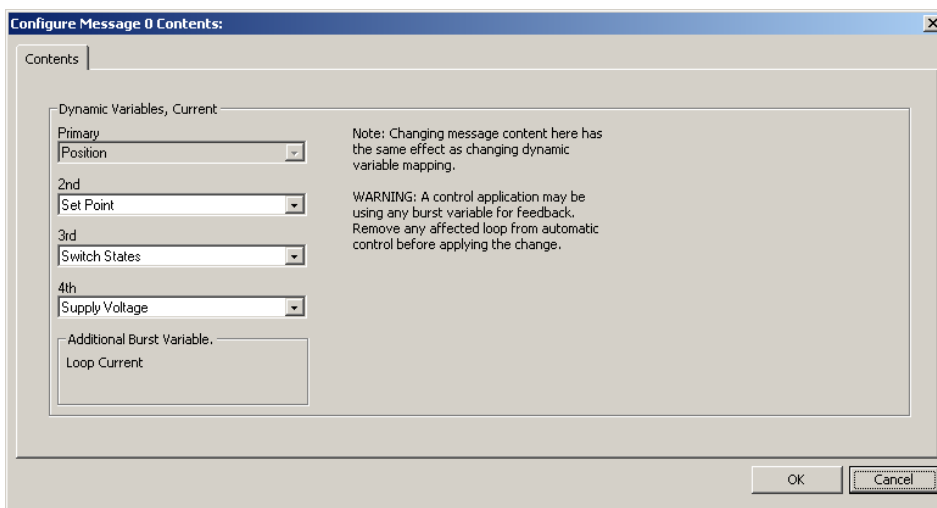 Configure Message 0 Contents:
Contents
Dynamic Variables, Current
Primary
Position
2nd
Set Point
3rd
Switch States
4th
Supply Voltage
Additional Burst Variable.
Loop Current
Note: Changing message content here has
the same effect as changing dynamic
variable mapping.
WARNING: A control application may be
using any burst variable for feedback.
Remove any affected loop from automatic
control before applying the change.
OK
Cancel